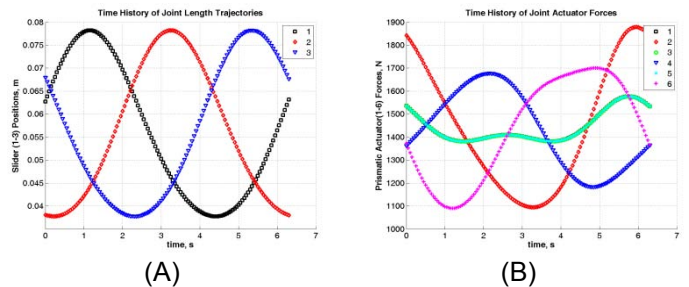 Time History of Joint Length Trajectories
0.08
0.075
0.07
0.065
0.06
0.055
0.05
0.045
0.04
Slider (1-3) Positions, m
0 1 2 3 4 5 6 7
time, s
1
2
3
(A)
Time History of Joint Actuator Forces
1900
1800
1700
1600
1500
1400
1300
1200
1100
1000
Prismatic Actuator(1-6) Forces, N
0 1 2 3 4 5 6 7
time, s
1
2
3
4
5
6
(B)